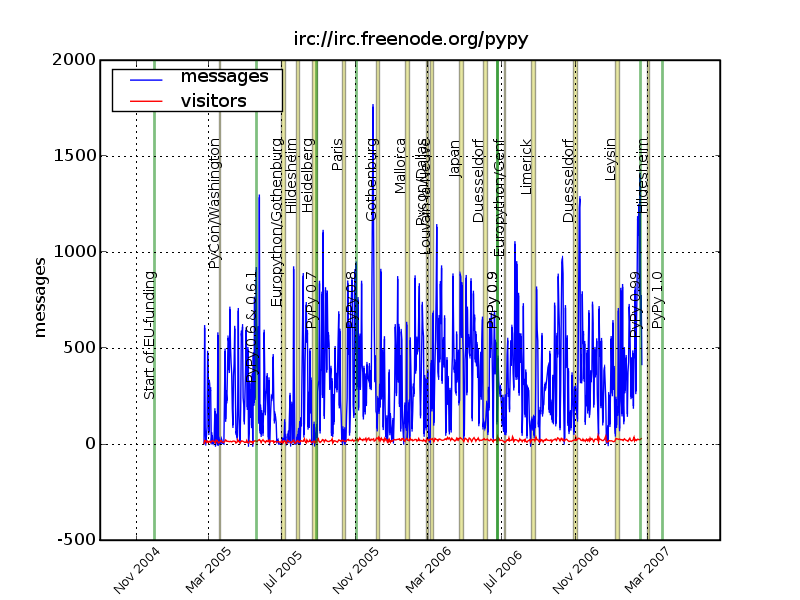 irc://irc.freenode.org/pypy
messages
visitors
2000
1500
1000
500
0
-500
messages
Start of EU-funding
PyCon/Washington
PyPy 0.6 & 0.6.1
Europython/Gothenburg
Hildesheim
Heidelberg
PyPy 0.7
Paris
PyPy 0.8
Gothenburg
Mallorca
Pycon/Dallas
Louvain-la-Neuve
Japan
Duesseldorf
PyPy 0.9
Europython/Genf
Limerick
Duesseldorf
Leysin
PyPy 0.99
Hildesheim
PyPy 1.0
Nov 2004
Mar 2005
Jul 2005
Nov 2005
Mar 2006
Jul 2006
Nov 2006
Mar 2007